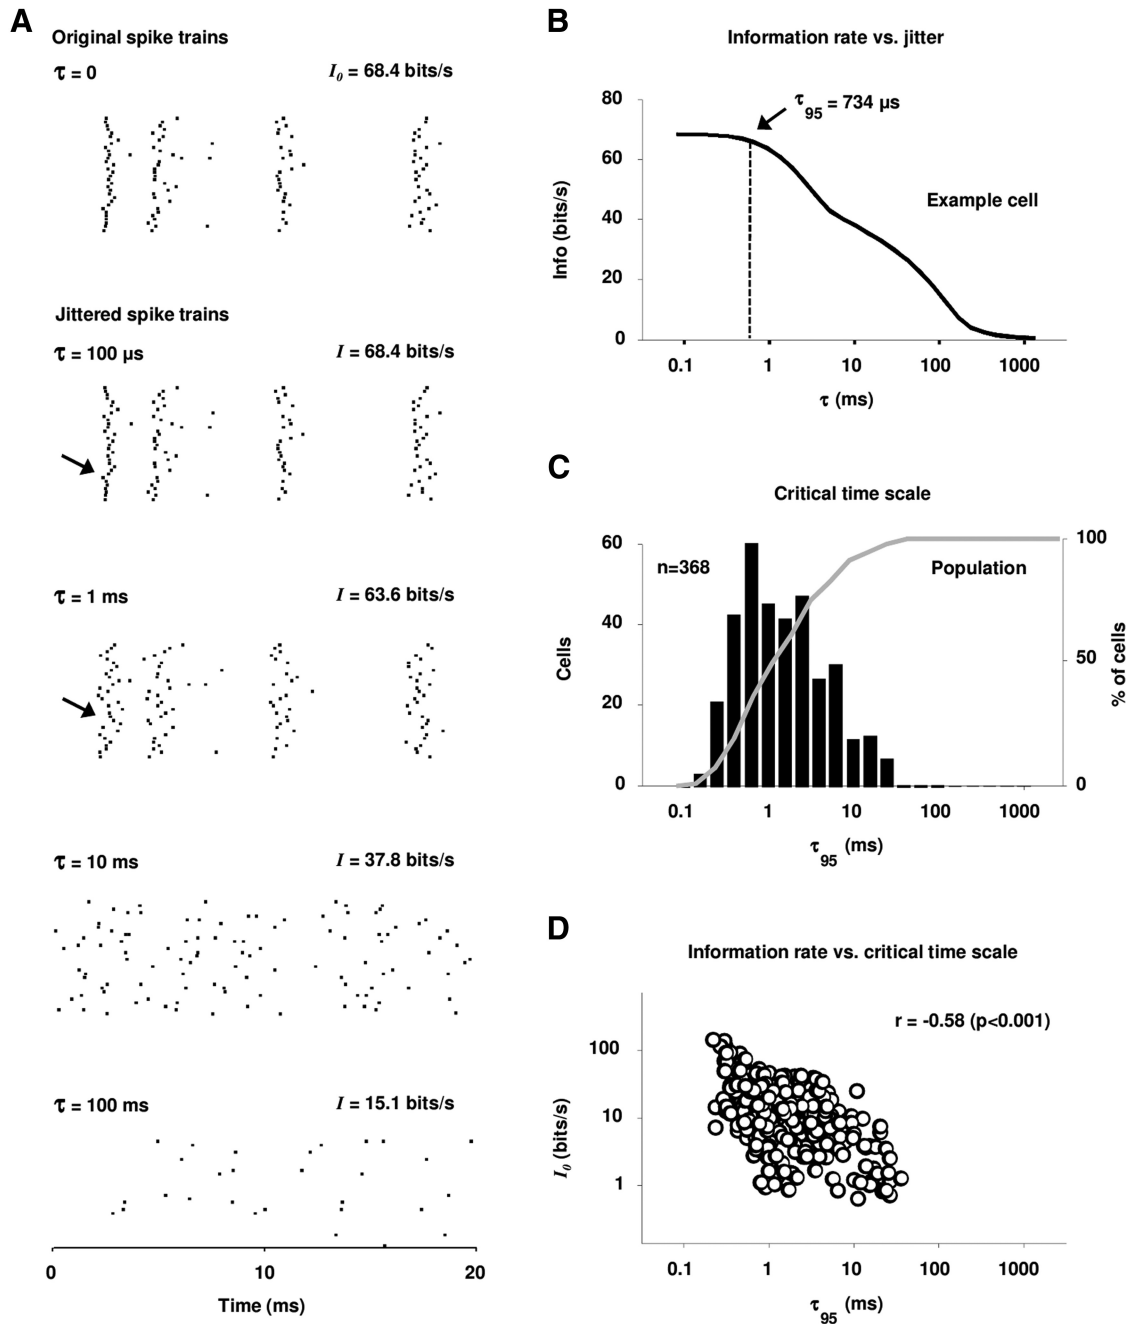 A
Original spike trains
τ = 0
I0 = 68.4 bits/s
Jittered spike trains
τ = 100 µs
I = 68.4 bits/s
τ = 1 ms
I = 63.6 bits/s
τ = 10 ms
I = 37.8 bits/s
τ = 100 ms
I = 15.1 bits/s
0 10 20
Time (ms)
B
Information rate vs. jitter
τ95 = 734 µs
Example cell
Info (bits/s)
80
60
40
20
0
0.1 1 10 100 1000
τ (ms)
C
Critical time scale
n=368
Population
Cells
60
40
20
0
% of cells
100
50
0
0.1 1 10 100 1000
τ95 (ms)
D
Information rate vs. critical time scale
r = -0.58 (p<0.001)
I0 (bits/s)
100
10
1
0.1 1 10 100 1000
τ95 (ms)